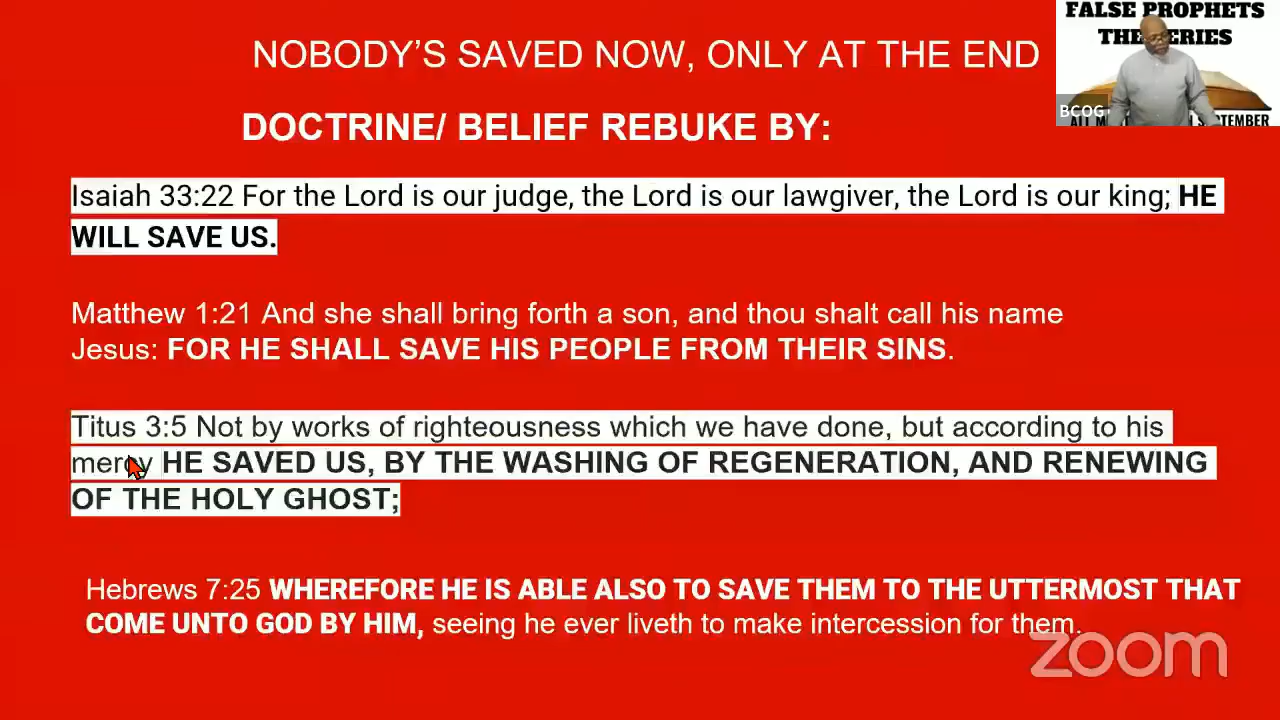 NOBODY'S SAVED NOW, ONLY AT THE END
FALSE PROPHETS
THE SERIES
BCOG
DOCTRINE/ BELIEF REBUKE BY:
Isaiah 33:22 For the Lord is our judge, the Lord is our lawgiver, the Lord is our king; HE
WILL SAVE US.
Matthew 1:21 And she shall bring forth a son, and thou shalt call his name
Jesus: FOR HE SHALL SAVE HIS PEOPLE FROM THEIR SINS.
Titus 3:5 Not by works of righteousness which we have done, but according to his
mercy HE SAVED US, BY THE WASHING OF REGENERATION, AND RENEWING
OF THE HOLY GHOST;
Hebrews 7:25 WHEREFORE HE IS ABLE ALSO TO SAVE THEM TO THE UTTERMOST THAT
COME UNTO GOD BY HIM, seeing he ever liveth to make intercession for them.
zoom